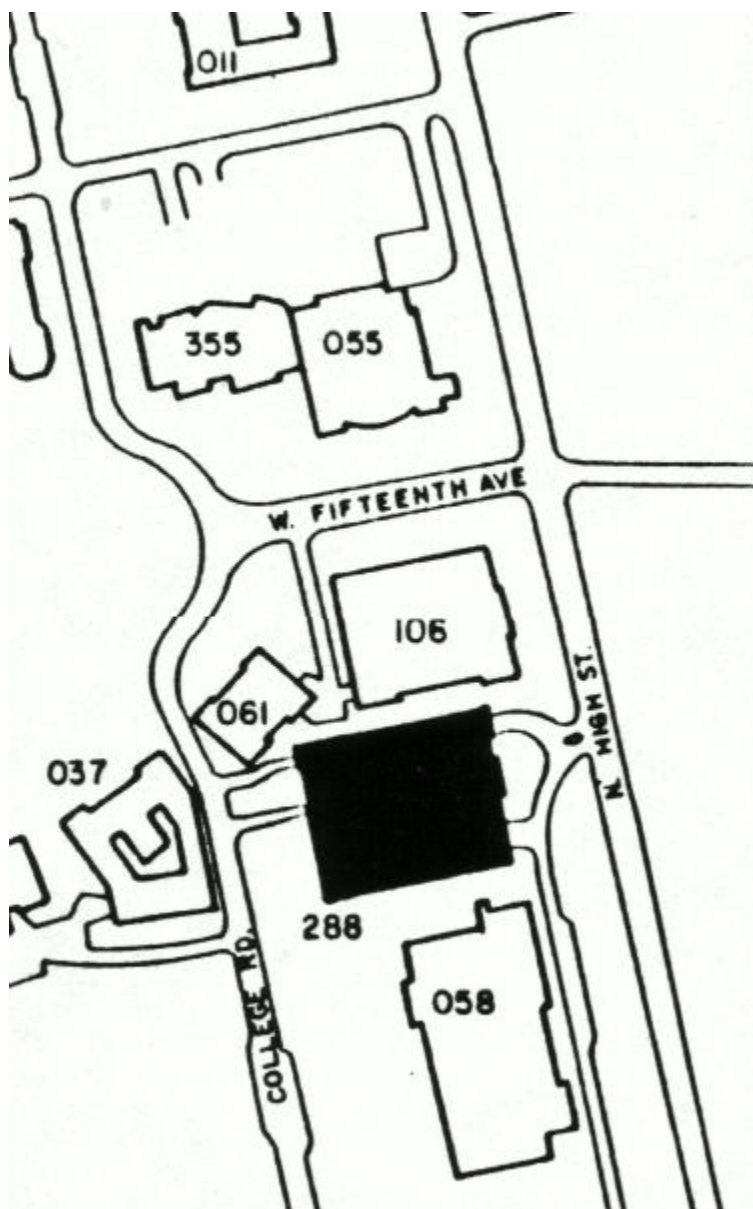 011
355
055
W. FIFTEENTH AVE
106
061
N. HIGH ST.
037
288
COLLEGE RD.
058